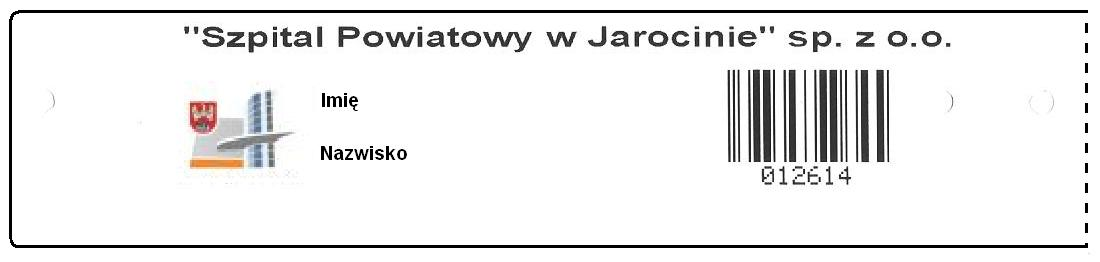 "Szpital Powiatowy w Jarocinie" sp. z o.o.
Imię
Nazwisko
012614